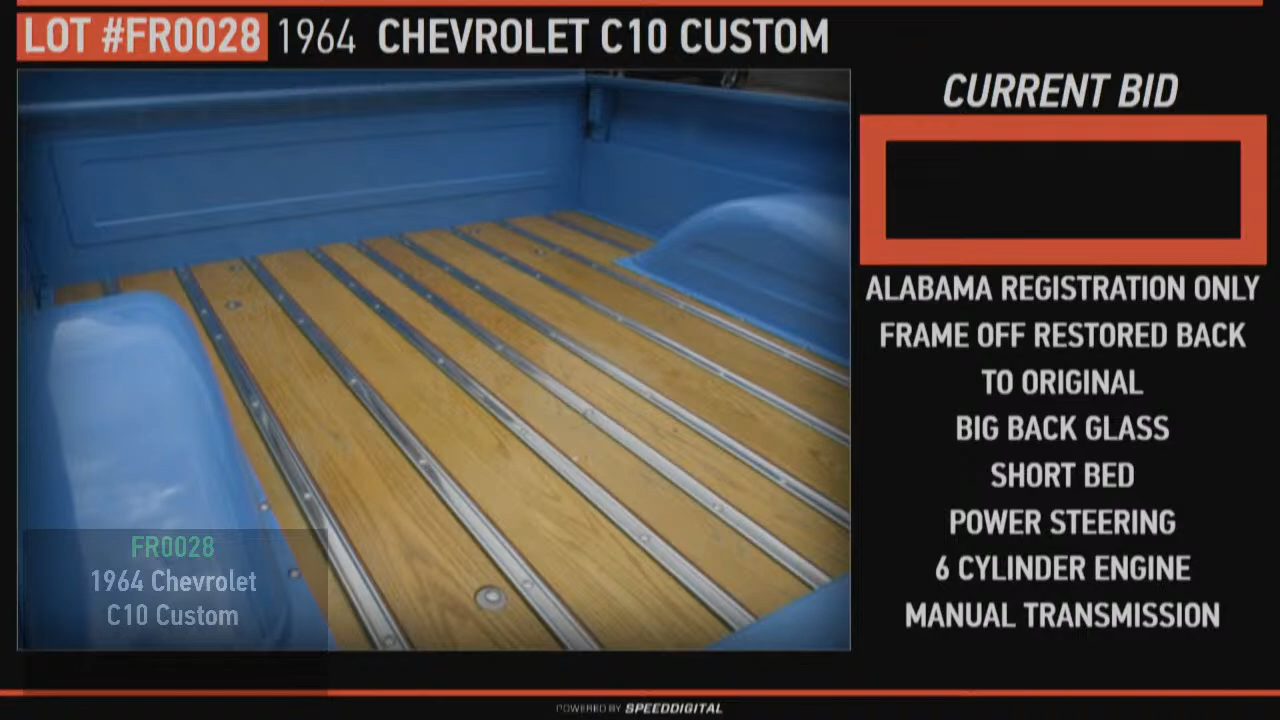 LOT #FR0028 1964 CHEVROLET C10 CUSTOM
CURRENT BID
ALABAMA REGISTRATION ONLY
FRAME OFF RESTORED BACK
TO ORIGINAL
BIG BACK GLASS
SHORT BED
POWER STEERING
6 CYLINDER ENGINE
MANUAL TRANSMISSION
FR0028
1964 Chevrolet
C10 Custom
POWERED BY SPEEDDIGITAL